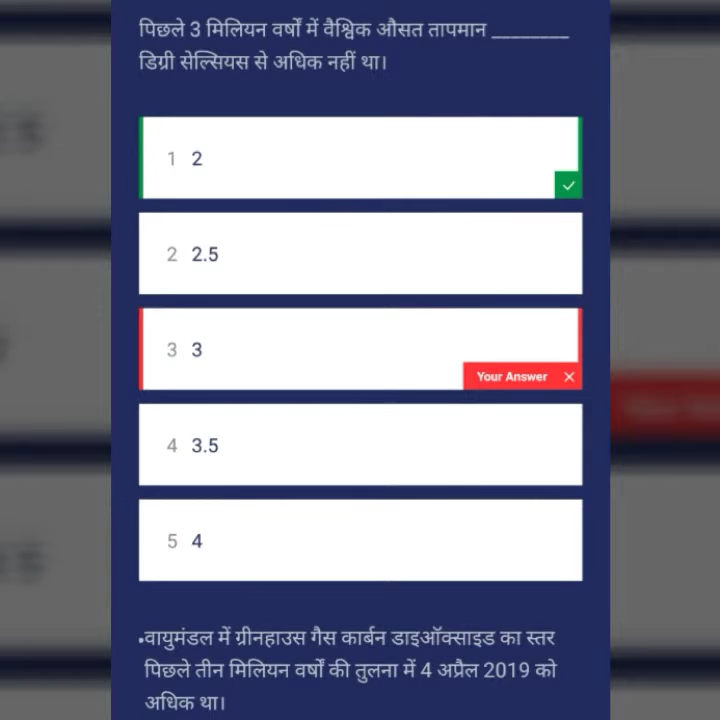 पिछले 3 मिलियन वर्षों में वैश्विक औसत तापमान ________
डिग्री सेल्सियस से अधिक नहीं था।
1 2
2 2.5
3 3
Your Answer ×
4 3.5
5 4
•वायुमंडल में ग्रीनहाउस गैस कार्बन डाइऑक्साइड का स्तर
पिछले तीन मिलियन वर्षों की तुलना में 4 अप्रैल 2019 को
अधिक था।